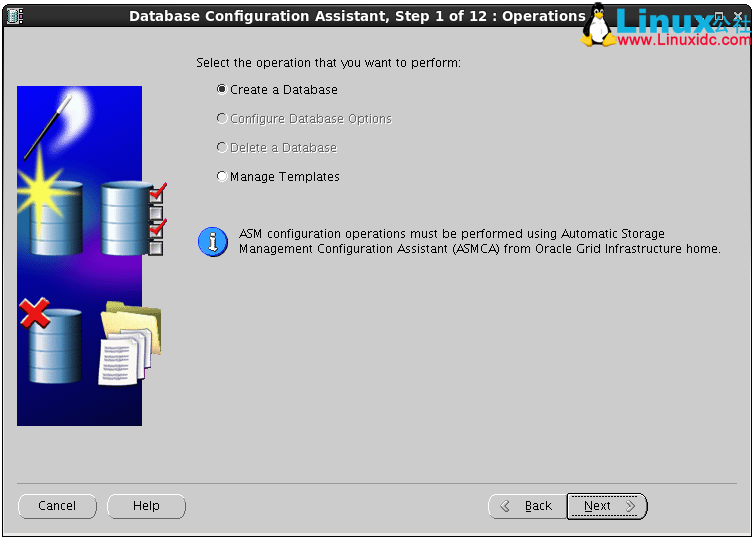 Database Configuration Assistant, Step 1 of 12 : Operations
Linux公社
www.Linuxidc.com
Select the operation that you want to perform:
Create a Database
Configure Database Options
Delete a Database
Manage Templates
ASM configuration operations must be performed using Automatic Storage
Management Configuration Assistant (ASMCA) from Oracle Grid Infrastructure home.
Cancel
Help
Back
Next